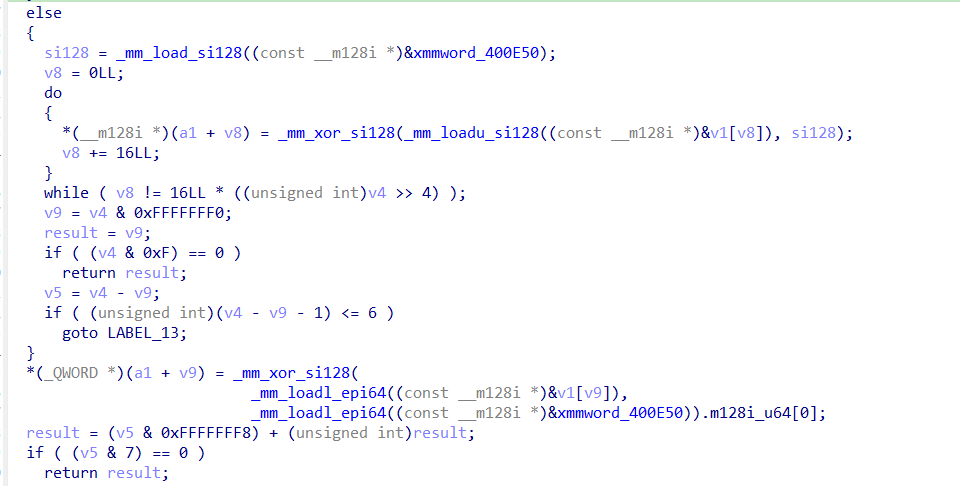 else
{
si128 = _mm_load_si128((const __m128i *)&xmmword_400E50);
v8 = 0LL;
do
{
*(__m128i *)(a1 + v8) = _mm_xor_si128(_mm_loadu_si128((const __m128i *)&v1[v8]), si128);
v8 += 16LL;
}
while ( v8 != 16LL * ((unsigned int)v4 >> 4) );
v9 = v4 & 0xFFFFFFF0;
result = v9;
if ( (v4 & 0xF) == 0 )
return result;
v5 = v4 - v9;
if ( (unsigned int)(v4 - v9 - 1) <= 6 )
goto LABEL_13;
}
*(_QWORD *)(a1 + v9) = _mm_xor_si128(
_mm_loadl_epi64((const __m128i *)&v1[v9]),
_mm_loadl_epi64((const __m128i *)&xmmword_400E50)).m128i_u64[0];
result = (v5 & 0xFFFFFFF8) + (unsigned int)result;
if ( (v5 & 7) == 0 )
return result;